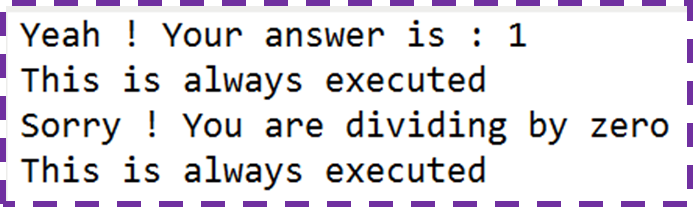 Yeah ! Your answer is : 1
This is always executed
Sorry ! You are dividing by zero
This is always executed